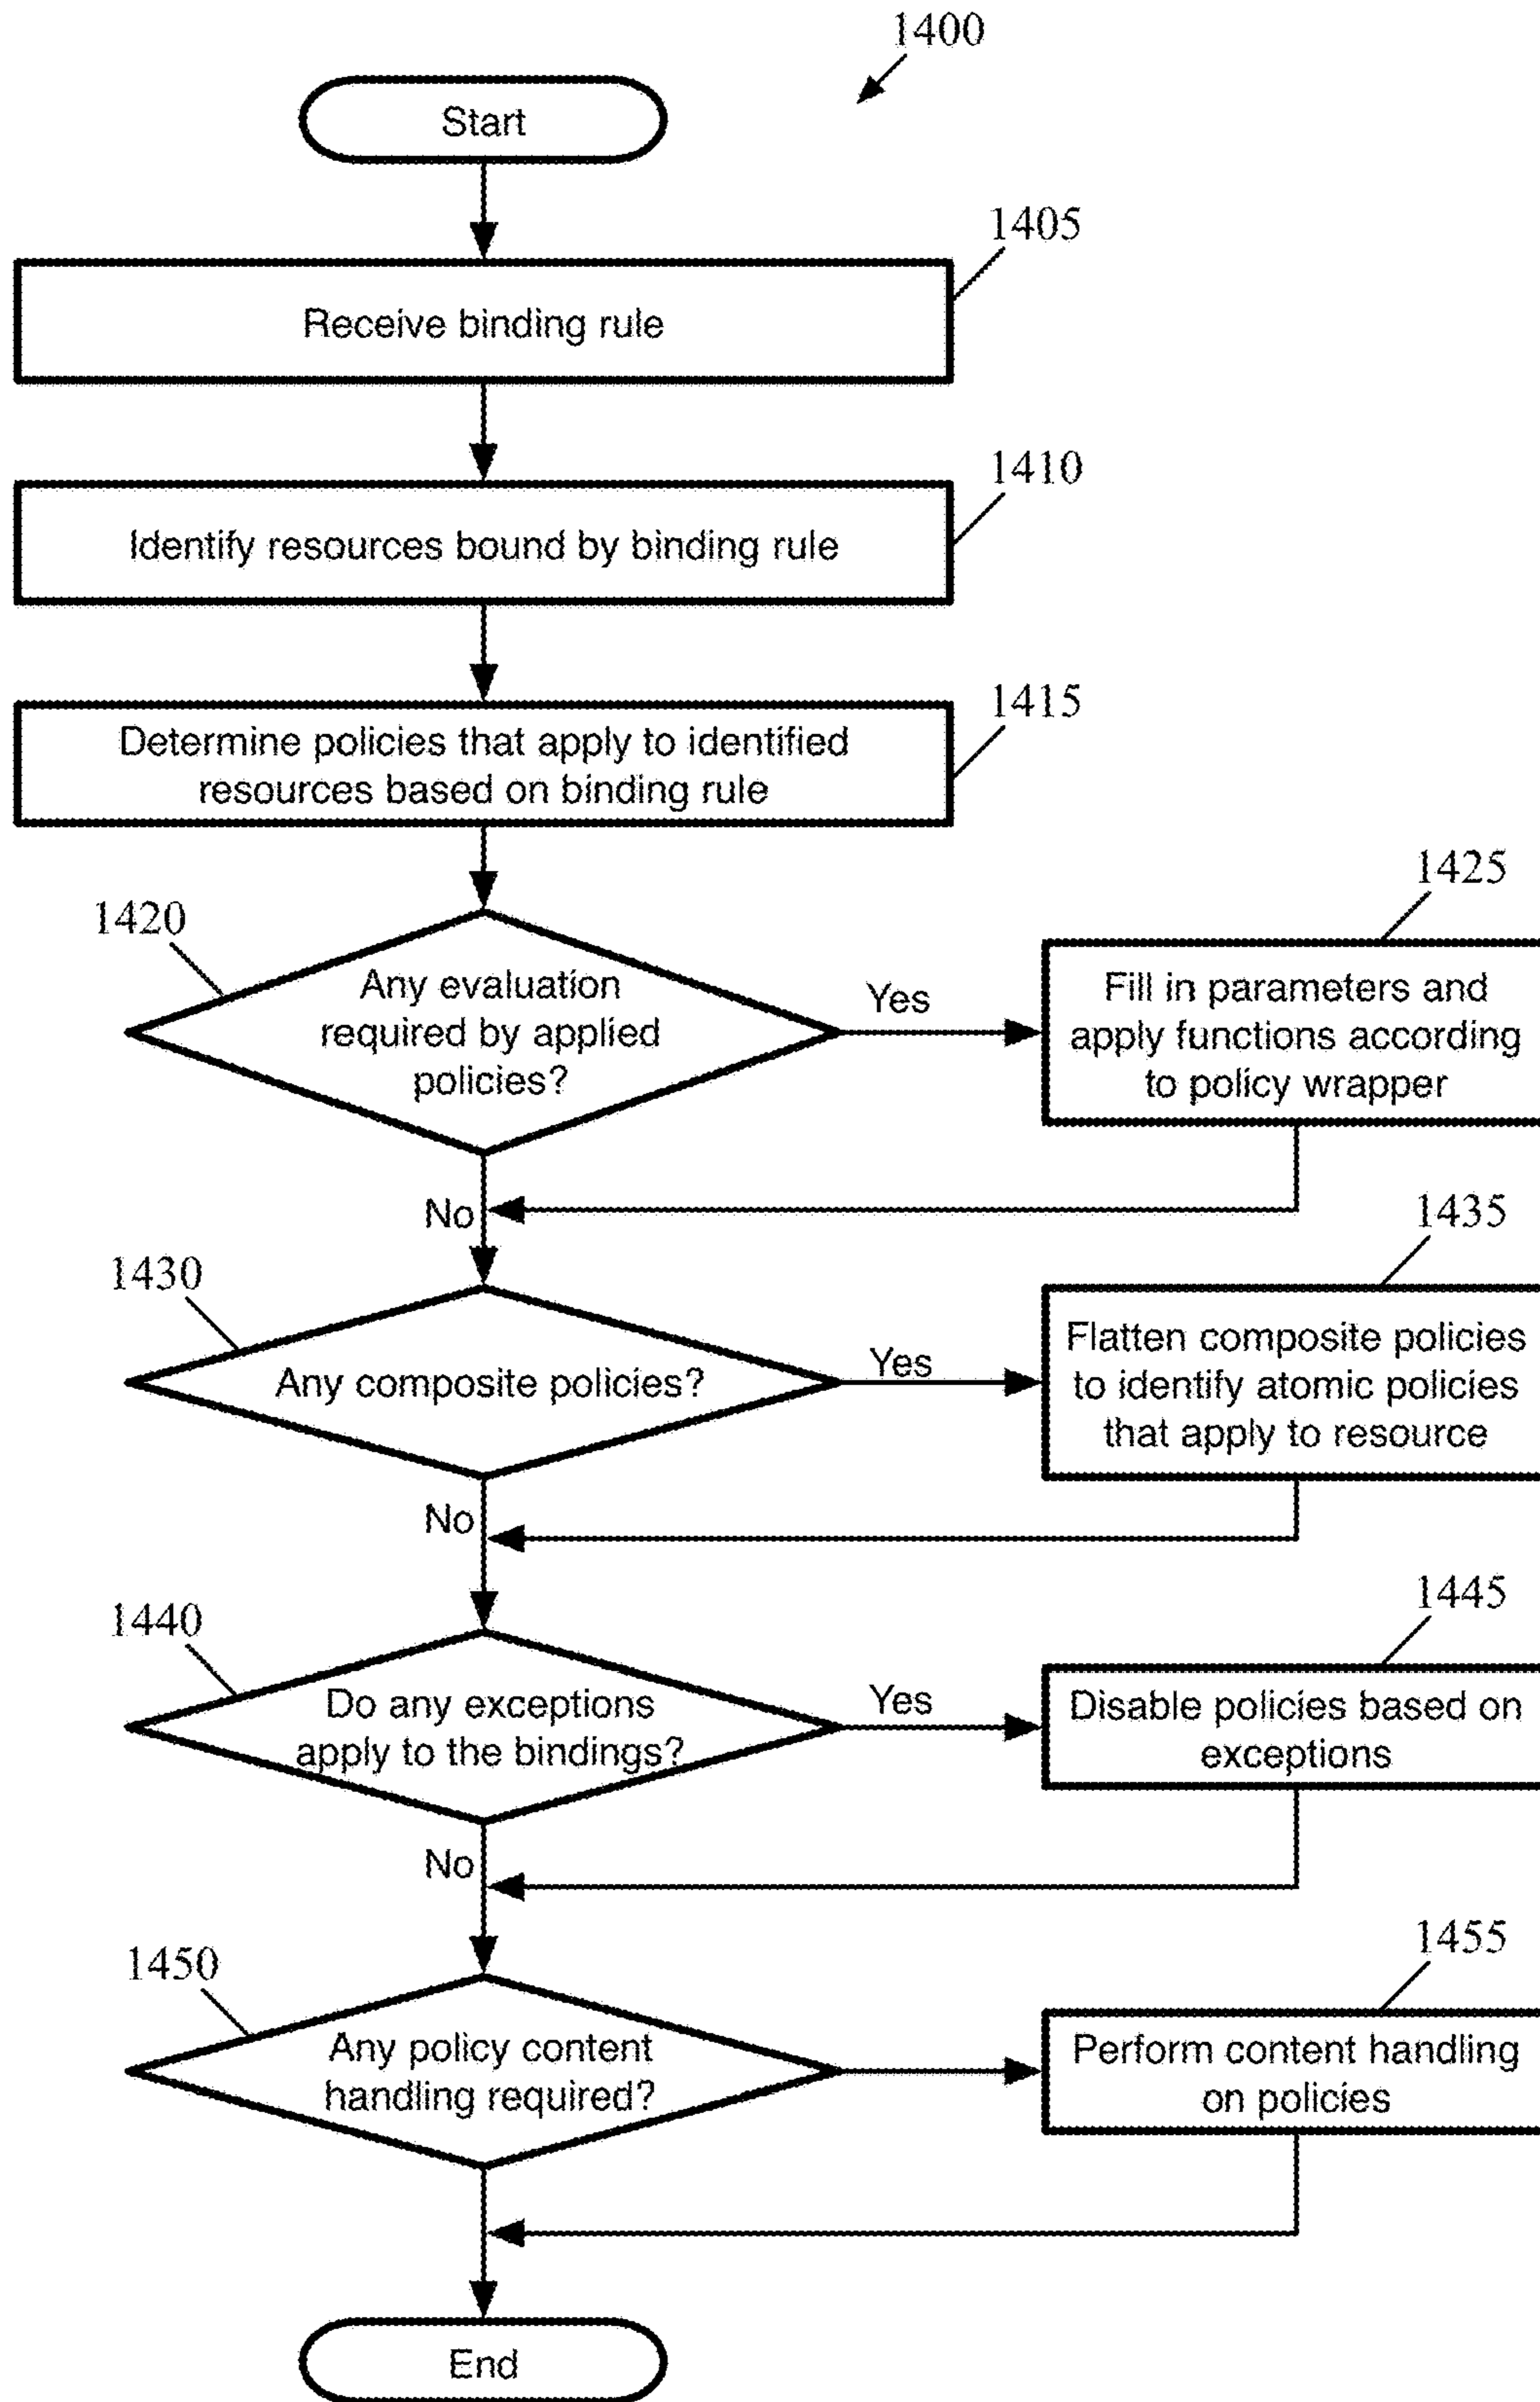 1400
Start
1405
Receive binding rule
1410
Identify resources bound by binding rule
1415
Determine policies that apply to identified
resources based on binding rule
1420
Any evaluation
required by applied
policies?
Yes
1425
Fill in parameters and
apply functions according
to policy wrapper
No
1430
Any composite policies?
Yes
1435
Flatten composite policies
to identify atomic policies
that apply to resource
No
1440
Do any exceptions
apply to the bindings?
Yes
1445
Disable policies based on
exceptions
No
1450
Any policy content
handling required?
1455
Perform content handling
on policies
End